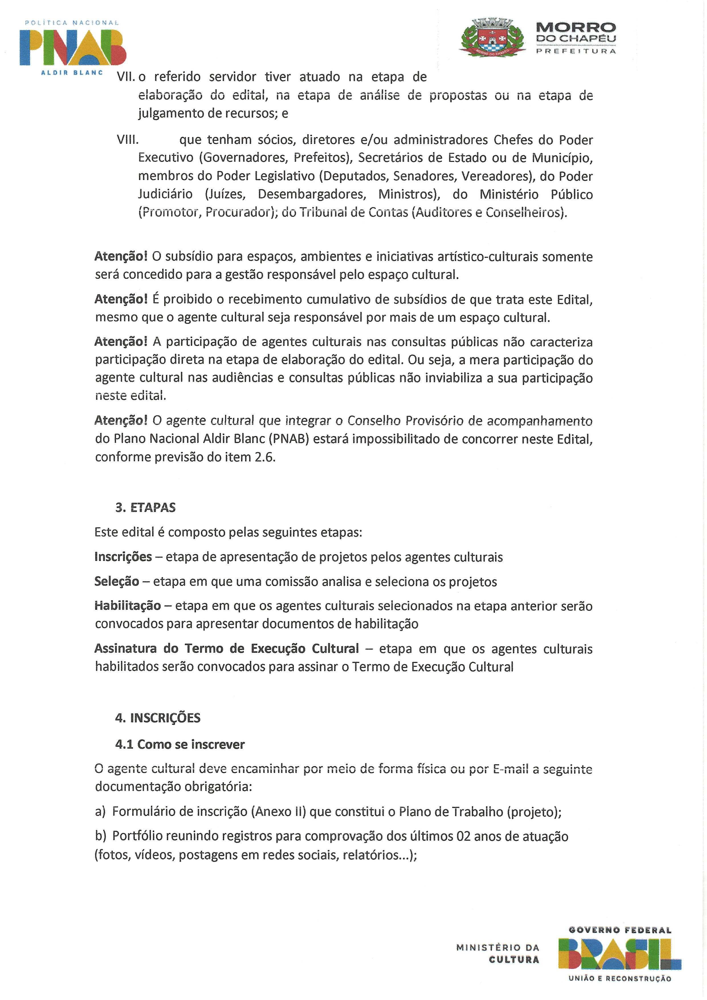 POLÍTICA NACIONAL
PNAB
ALDIR BLANC
MORRO
DO CHAPÉU
PREFEITURA
MORRO DO CHAPÉU
VII. o referido servidor tiver atuado na etapa de
elaboração do edital, na etapa de análise de propostas ou na etapa de
julgamento de recursos; e
VIII. que tenham sócios, diretores e/ou administradores Chefes do Poder
Executivo (Governadores, Prefeitos), Secretários de Estado ou de Município,
membros do Poder Legislativo (Deputados, Senadores, Vereadores), do Poder
Judiciário (Juízes, Desembargadores, Ministros), do Ministério Público
(Promotor, Procurador); do Tribunal de Contas (Auditores e Conselheiros).
Atenção! O subsídio para espaços, ambientes e iniciativas artístico-culturais somente
será concedido para a gestão responsável pelo espaço cultural.
Atenção! É proibido o recebimento cumulativo de subsídios de que trata este Edital,
mesmo que o agente cultural seja responsável por mais de um espaço cultural.
Atenção! A participação de agentes culturais nas consultas públicas não caracteriza
participação direta na etapa de elaboração do edital. Ou seja, a mera participação do
agente cultural nas audiências e consultas públicas não inviabiliza a sua participação
neste edital.
Atenção! O agente cultural que integrar o Conselho Provisório de acompanhamento
do Plano Nacional Aldir Blanc (PNAB) estará impossibilitado de concorrer neste Edital,
conforme previsão do item 2.6.
3. ETAPAS
Este edital é composto pelas seguintes etapas:
Inscrições – etapa de apresentação de projetos pelos agentes culturais
Seleção – etapa em que uma comissão analisa e seleciona os projetos
Habilitação – etapa em que os agentes culturais selecionados na etapa anterior serão
convocados para apresentar documentos de habilitação
Assinatura do Termo de Execução Cultural – etapa em que os agentes culturais
habilitados serão convocados para assinar o Termo de Execução Cultural
4. INSCRIÇÕES
4.1 Como se inscrever
O agente cultural deve encaminhar por meio de forma física ou por E-mail a seguinte
documentação obrigatória:
a) Formulário de inscrição (Anexo II) que constitui o Plano de Trabalho (projeto);
b) Portfólio reunindo registros para comprovação dos últimos 02 anos de atuação
(fotos, vídeos, postagens em redes sociais, relatórios...);
MINISTÉRIO DA
CULTURA
GOVERNO FEDERAL
BRASIL
UNIÃO E RECONSTRUÇÃO